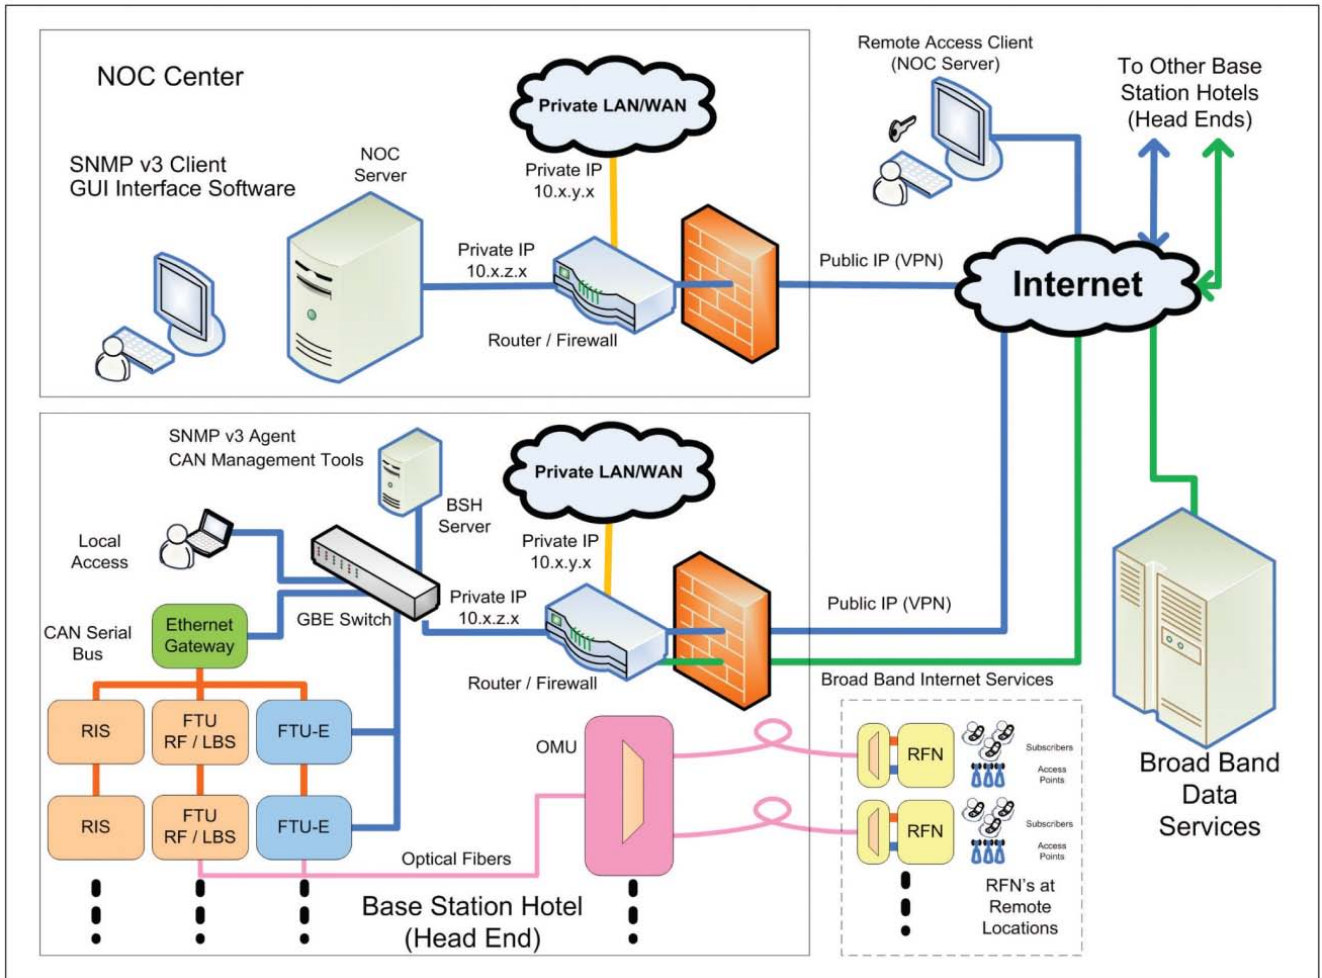 NOC Center
SNMP v3 Client
GUI Interface Software
NOC
Server
Private LAN/WAN
Private IP
10.x.y.x
Private IP
10.x.z.x
Router / Firewall
Public IP (VPN)
Remote Access Client
(NOC Server)
To Other Base
Station Hotels
(Head Ends)
Internet
SNMP v3 Agent
CAN Management Tools
BSH
Server
Private LAN/WAN
Private IP
10.x.y.x
Local
Access
GBE Switch
Private IP
10.x.z.x
Router / Firewall
Public IP (VPN)
Broad Band Internet Services
CAN Serial
Bus
Ethernet
Gateway
RIS
FTU
RF / LBS
FTU-E
RIS
FTU
RF / LBS
FTU-E
OMU
Optical Fibers
Base Station Hotel
(Head End)
RFN
Subscribers
Access
Points
RFN
Subscribers
Access
Points
RFN's at
Remote
Locations
Broad Band
Data
Services